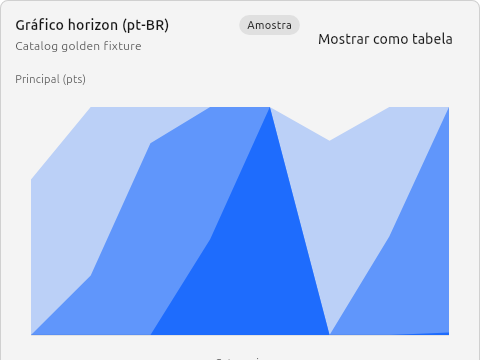 Gráfico horizon (pt-BR)
Amostra
Catalog golden fixture
Mostrar como tabela
Principal (pts)